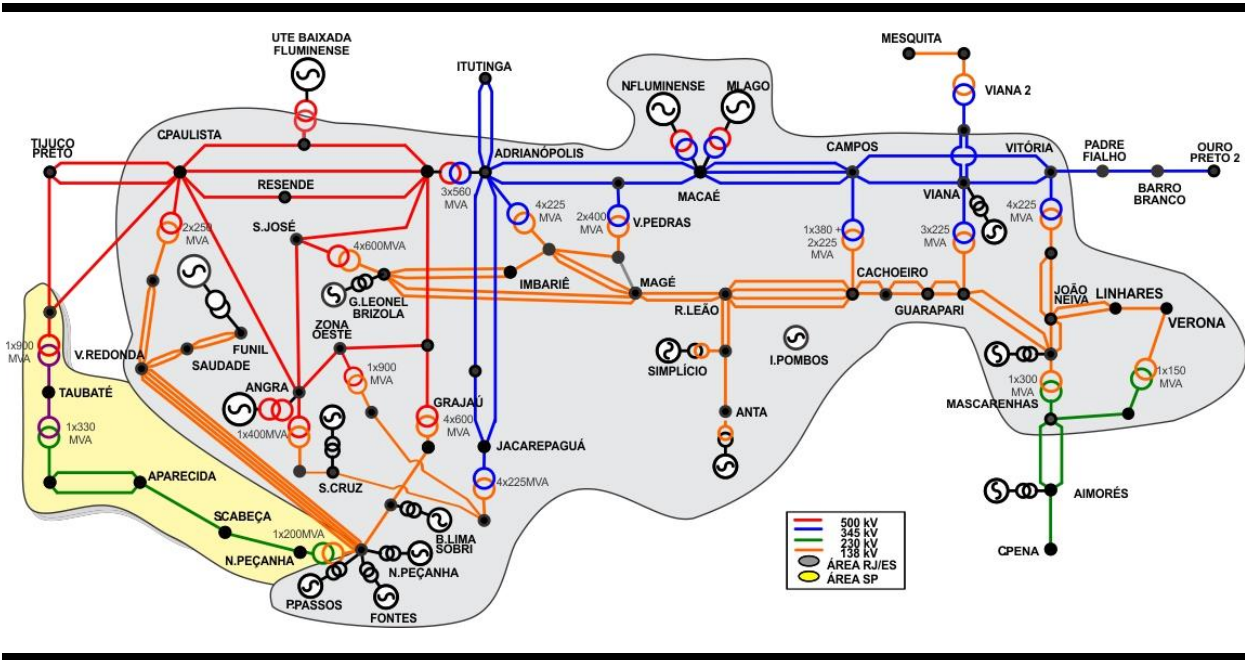 UTE BAIXADA
FLUMINENSE
ITUTINGA
MESQUITA
NFLUMINENSE
MLAGO
VIANA 2
C.PAULISTA
TIJUCO
PRETO
ADRIANÓPOLIS
CAMPOS
VITÓRIA
PADRE
FIALHO
OURO
PRETO 2
RESENDE
3x560
MVA
MACAÉ
BARRO
BRANCO
VIANA
2x250
MVA
S.JOSÉ
4x600MVA
4x225
MVA
2x400
MVA
V.PEDRAS
1x380 +
2x225
MVA
3x225
MVA
4x225
MVA
G.LEONEL
BRIZOLA
IMBARIÊ
MAGÉ
R.LEÃO
CACHOEIRO
GUARAPARI
JOÃO
NEIVA
LINHARES
VERONA
1x900
MVA
V.REDONDA
SAUDADE
FUNIL
ZONA
OESTE
1x900
MVA
I.POMBOS
SIMPLÍCIO
TAUBATÉ
ANGRA
1x400MVA
GRAJAÚ
4x600
MVA
1x300
MVA
1x150
MVA
MASCARENHAS
ANTA
1x330
MVA
JACAREPAGUÁ
4x225MVA
APARECIDA
S.CRUZ
AIMORÉS
S.CABEÇA
1x200MVA
B.LIMA
SOBRI
N.PEÇANHA
N.PEÇANHA
P.PASSOS
FONTES
CPENA
500 kV
345 kV
230 kV
138 kV
ÁREA RJ/ES
ÁREA SP